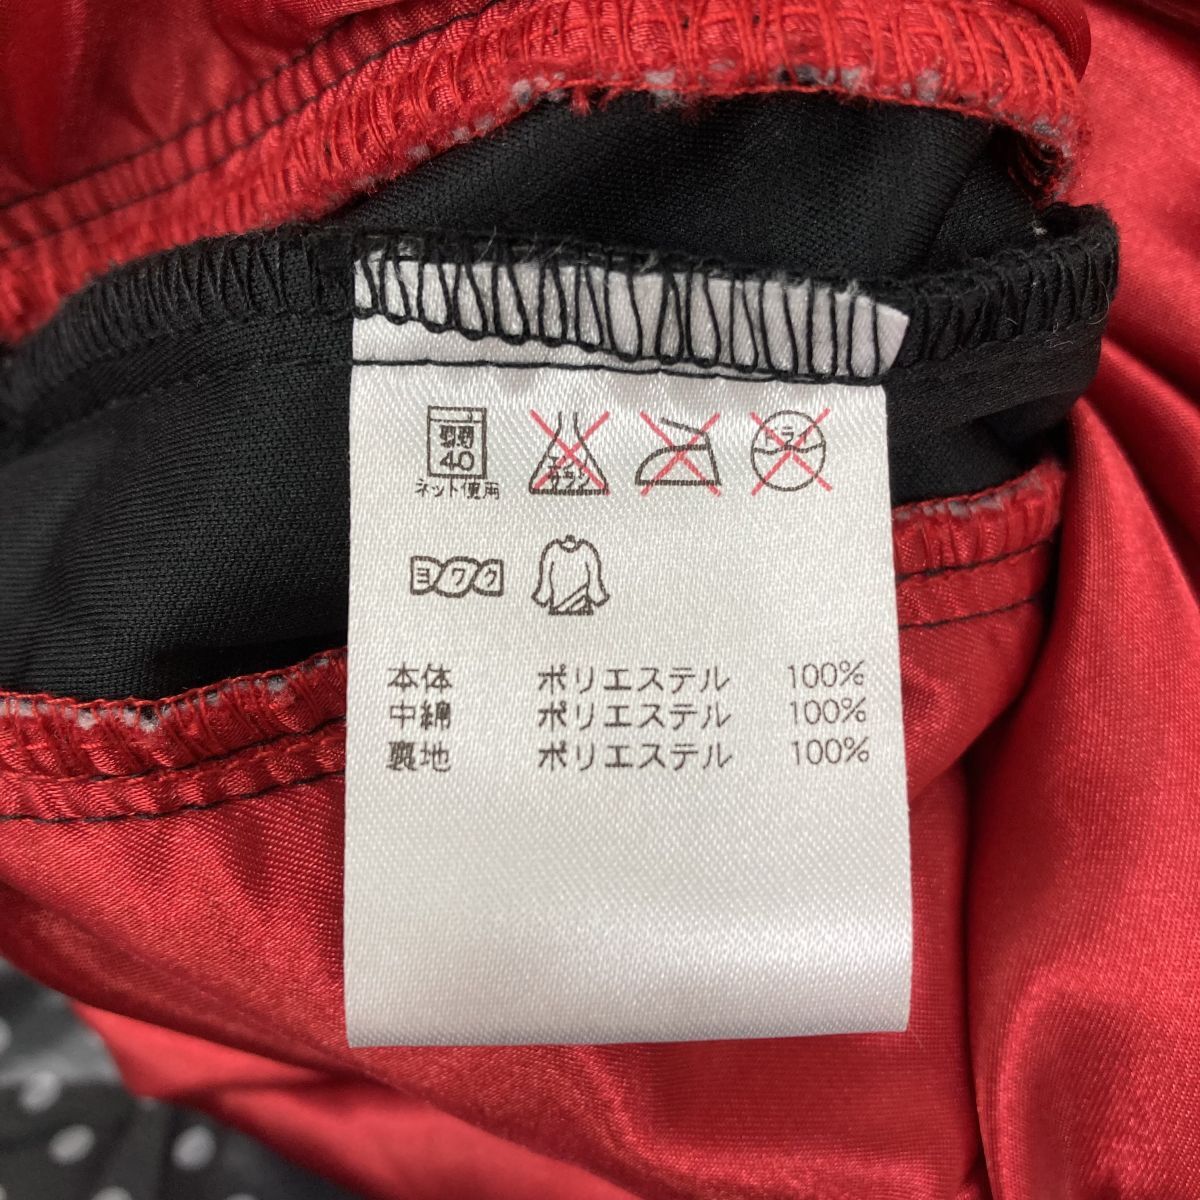 40
ネット使用
エンソ
サラシ
ドライ
ヨワク
本体 ポリエステル 100%
中綿 ポリエステル 100%
裏地 ポリエステル 100%